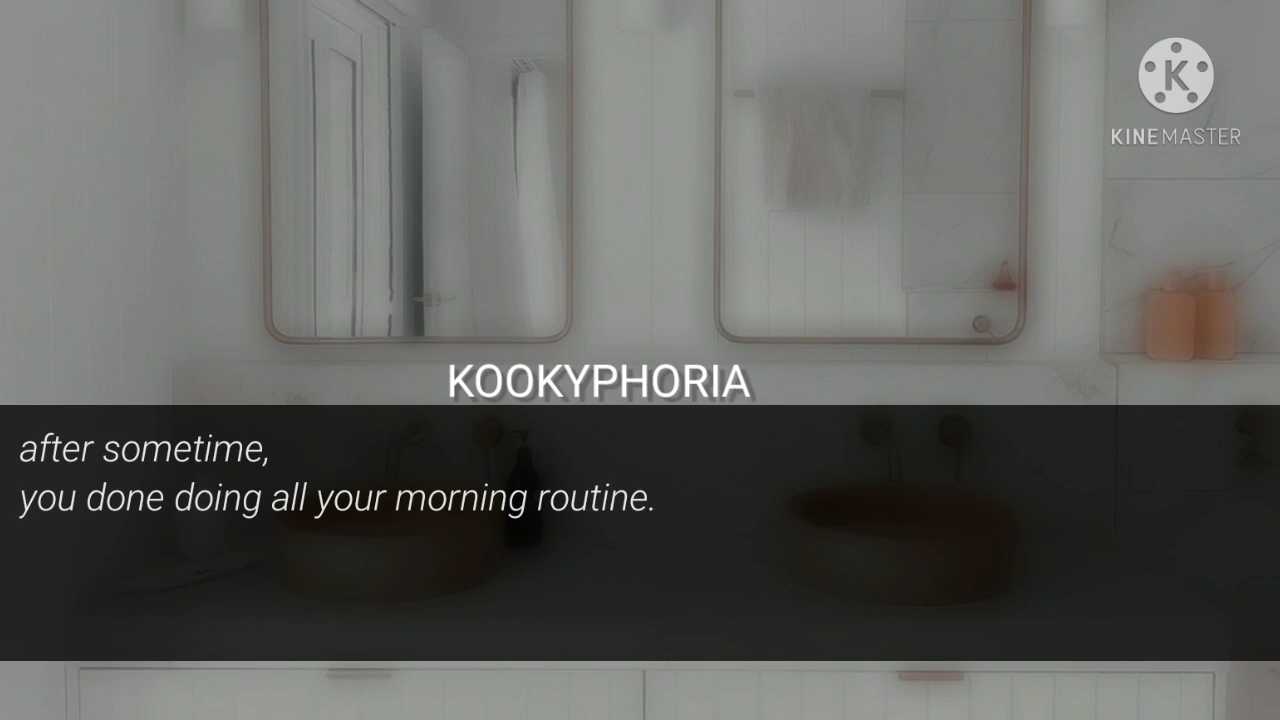 K
KINEMASTER
KOOKYPHORIA
after sometime,
you done doing all your morning routine.